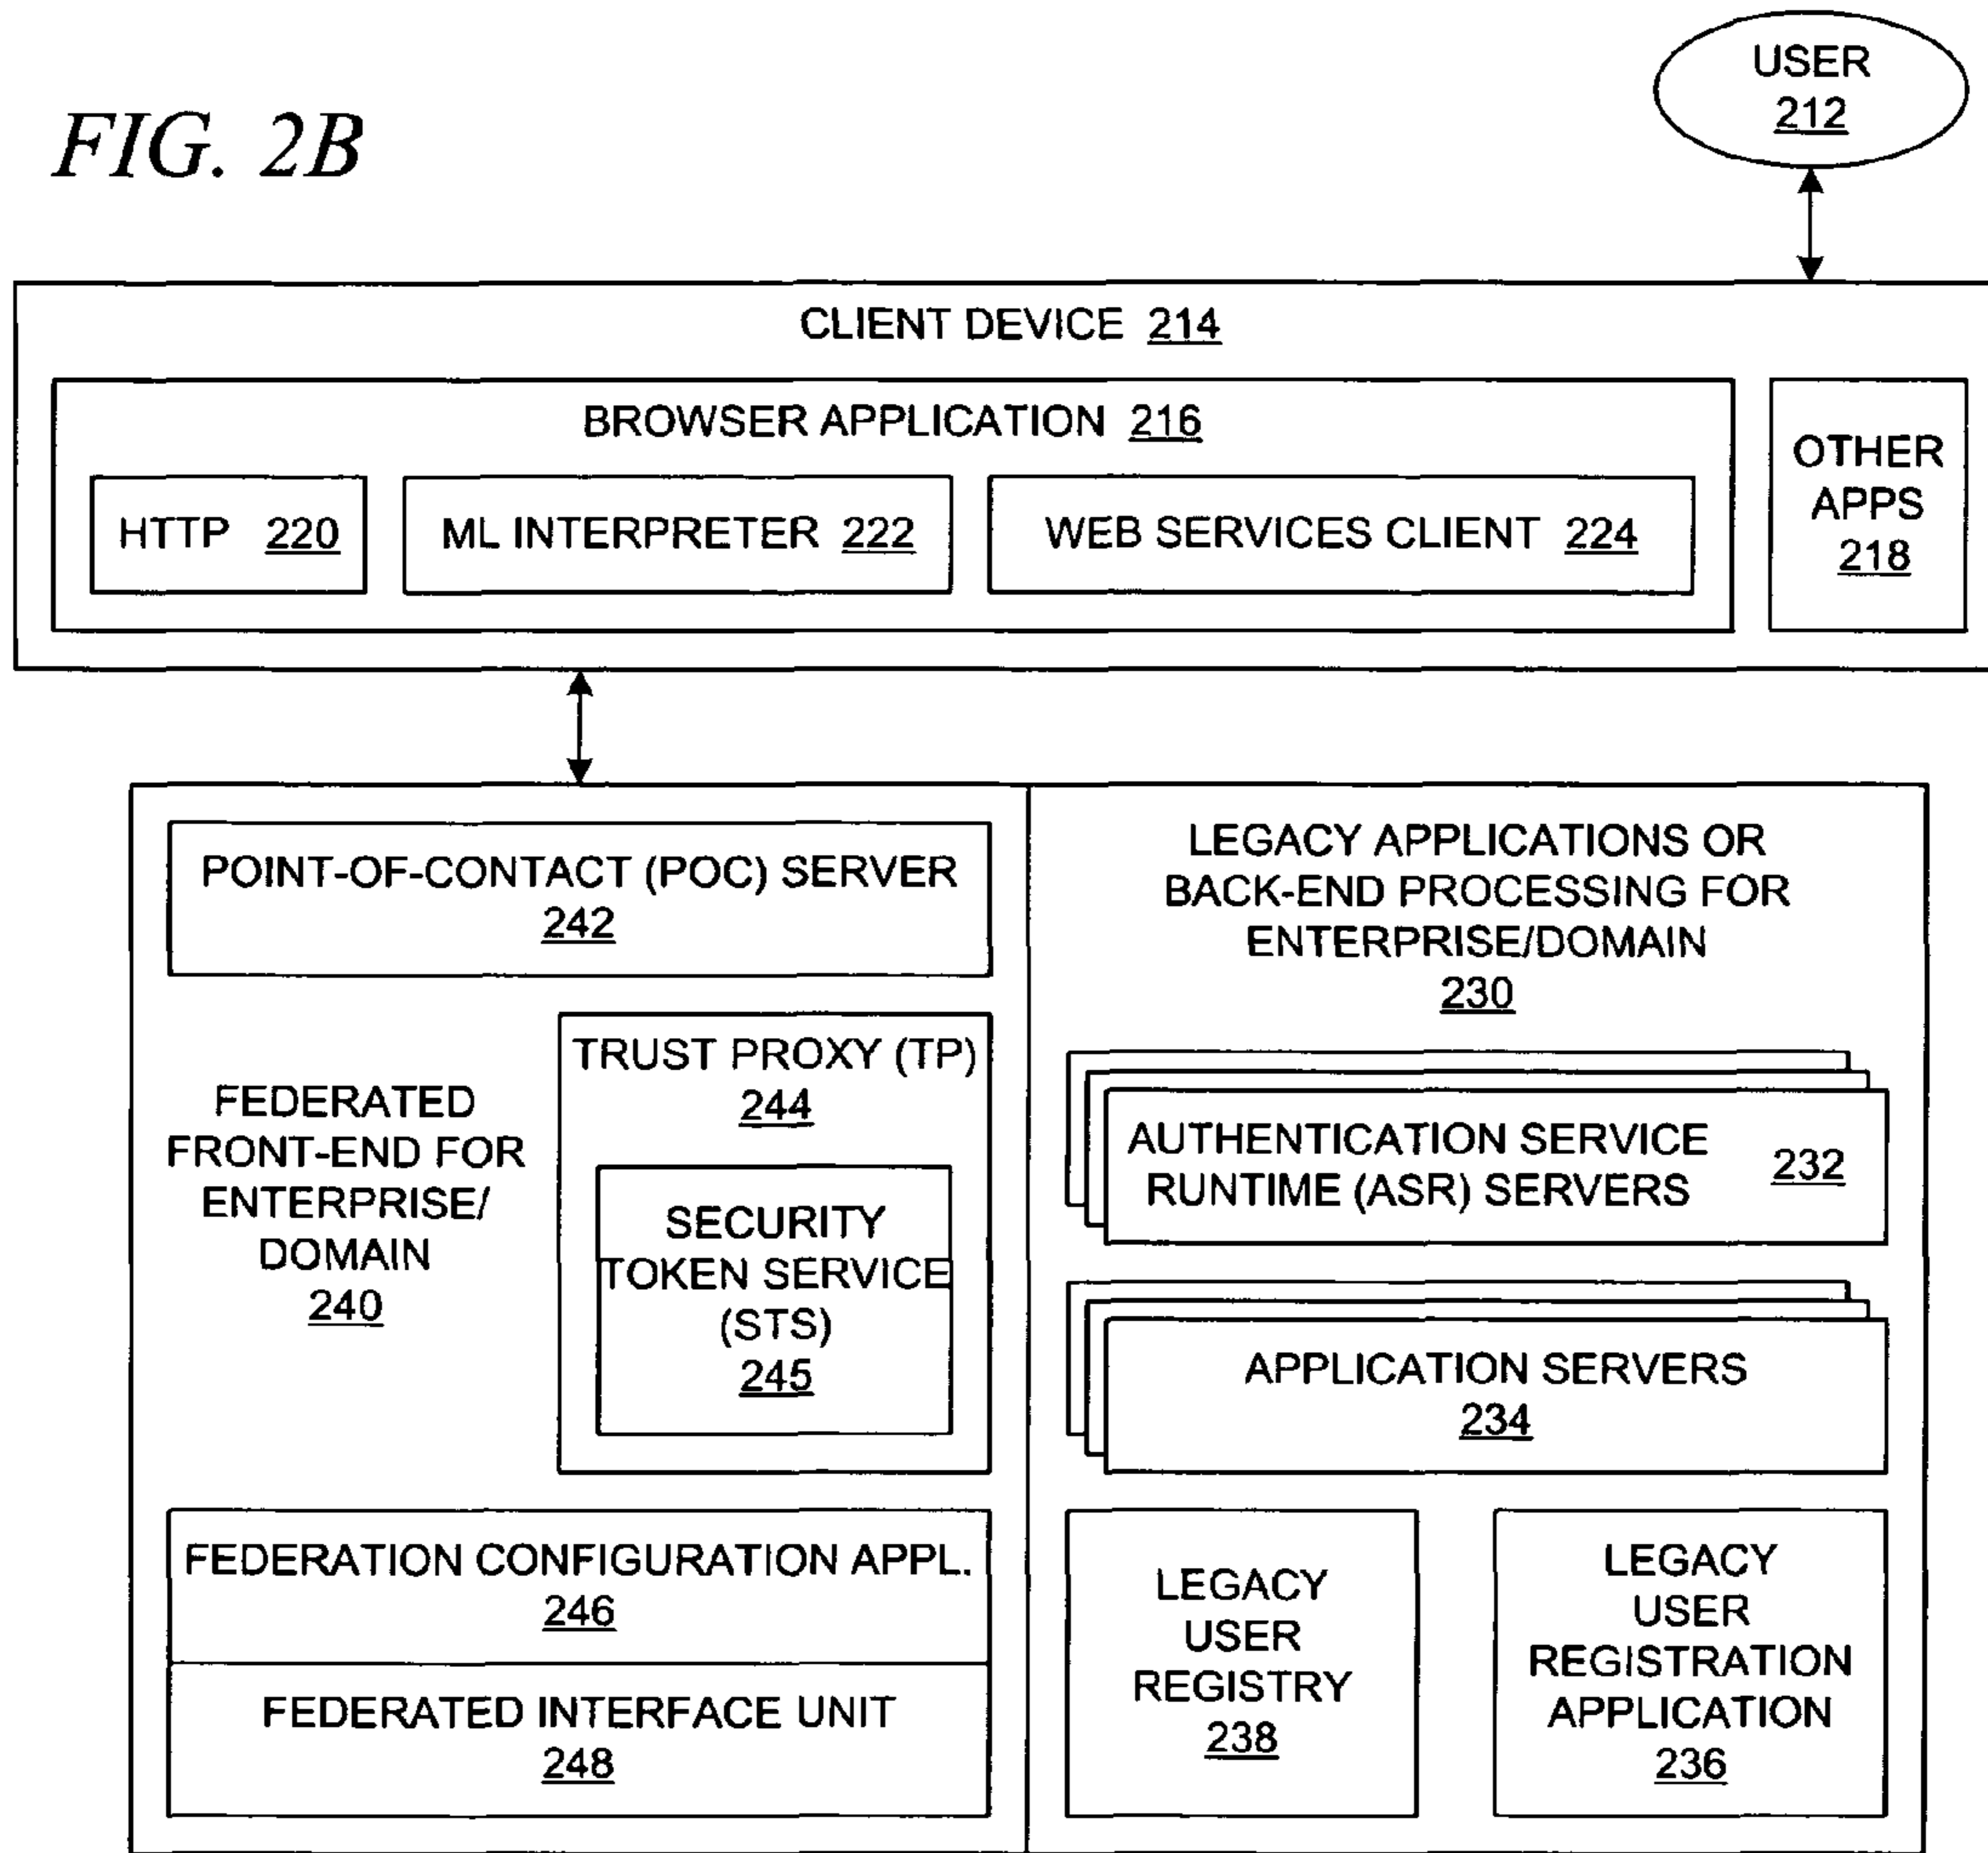 FIG. 2B
USER
212
CLIENT DEVICE 214
BROWSER APPLICATION 216
HTTP 220
ML INTERPRETER 222
WEB SERVICES CLIENT 224
OTHER
APPS
218
POINT-OF-CONTACT (POC) SERVER
242
FEDERATED
FRONT-END FOR
ENTERPRISE/
DOMAIN
240
TRUST PROXY (TP)
244
SECURITY
TOKEN SERVICE
(STS)
245
FEDERATION CONFIGURATION APPL.
246
FEDERATED INTERFACE UNIT
248
LEGACY APPLICATIONS OR
BACK-END PROCESSING FOR
ENTERPRISE/DOMAIN
230
AUTHENTICATION SERVICE
RUNTIME (ASR) SERVERS
232
APPLICATION SERVERS
234
LEGACY
USER
REGISTRY
238
LEGACY
USER
REGISTRATION
APPLICATION
236